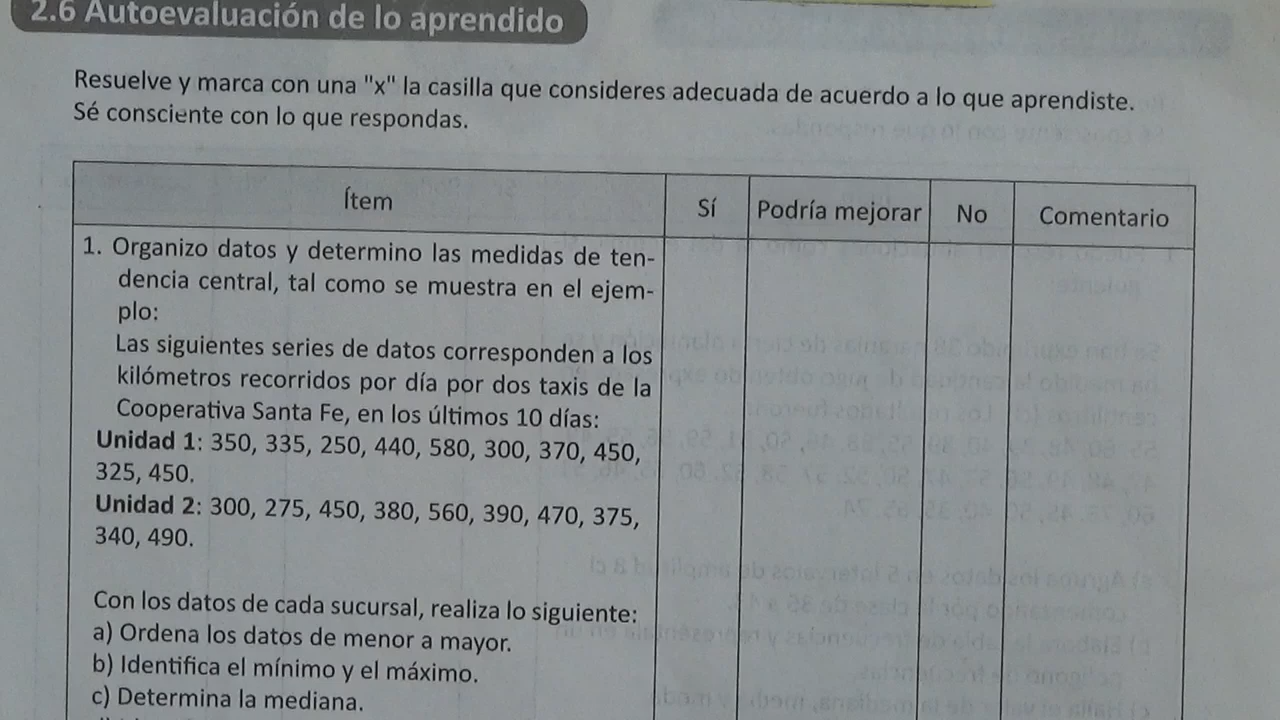 2.6 Autoevaluación de lo aprendido
Resuelve y marca con una "x" la casilla que consideres adecuada de acuerdo a lo que aprendiste.
Sé consciente con lo que respondas.
Ítem Sí Podría mejorar No Comentario
1. Organizo datos y determino las medidas de ten-
dencia central, tal como se muestra en el ejem-
plo:
Las siguientes series de datos corresponden a los
kilómetros recorridos por día por dos taxis de la
Cooperativa Santa Fe, en los últimos 10 días:
Unidad 1: 350, 335, 250, 440, 580, 300, 370, 450,
325, 450.
Unidad 2: 300, 275, 450, 380, 560, 390, 470, 375,
340, 490.
Con los datos de cada sucursal, realiza lo siguiente:
a) Ordena los datos de menor a mayor.
b) Identifica el mínimo y el máximo.
c) Determina la mediana.